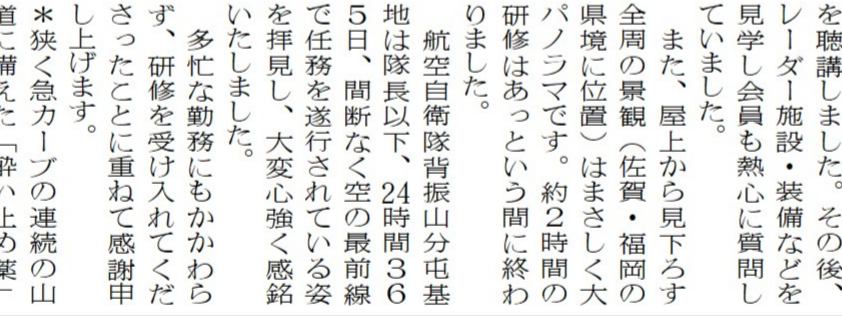 を聴講しました。その後、
レーダー施設・装備などを
見学し会員も熱心に質問し
ていました。
また、屋上から見下ろす
全周の景観（佐賀・福岡の
県境に位置）はまさしく大
パノラマです。約２時間の
研修はあっという間に終わ
りました。
航空自衛隊背振山分屯基
地は隊長以下、24時間３６
５日、間断なく空の最前線
で任務を遂行されている姿
を拝見し、大変心強く感銘
いたしました。
多忙な勤務にもかかわら
ず、研修を受け入れてくだ
さったことに重ねて感謝申
し上げます。
＊狭く急カーブの連続の山
道に備えた「酔い止め薬」